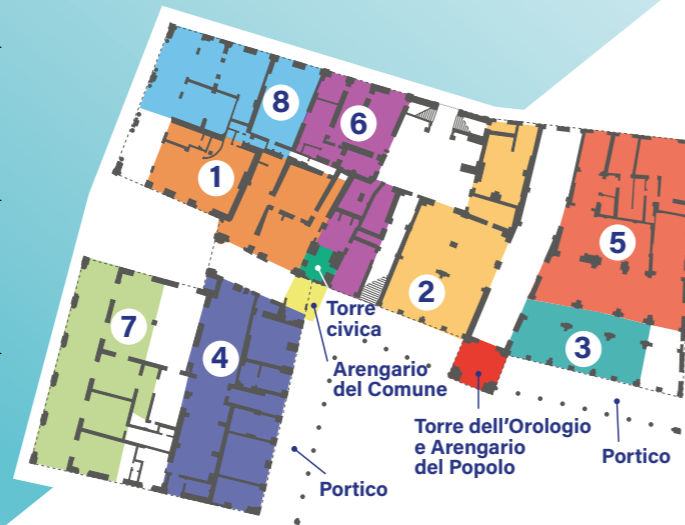 8
6
1
5
2
7
4
3
Torre
civica
Arengario
del Comune
Torre dell'Orologio
e Arengario
del Popolo
Portico
Portico